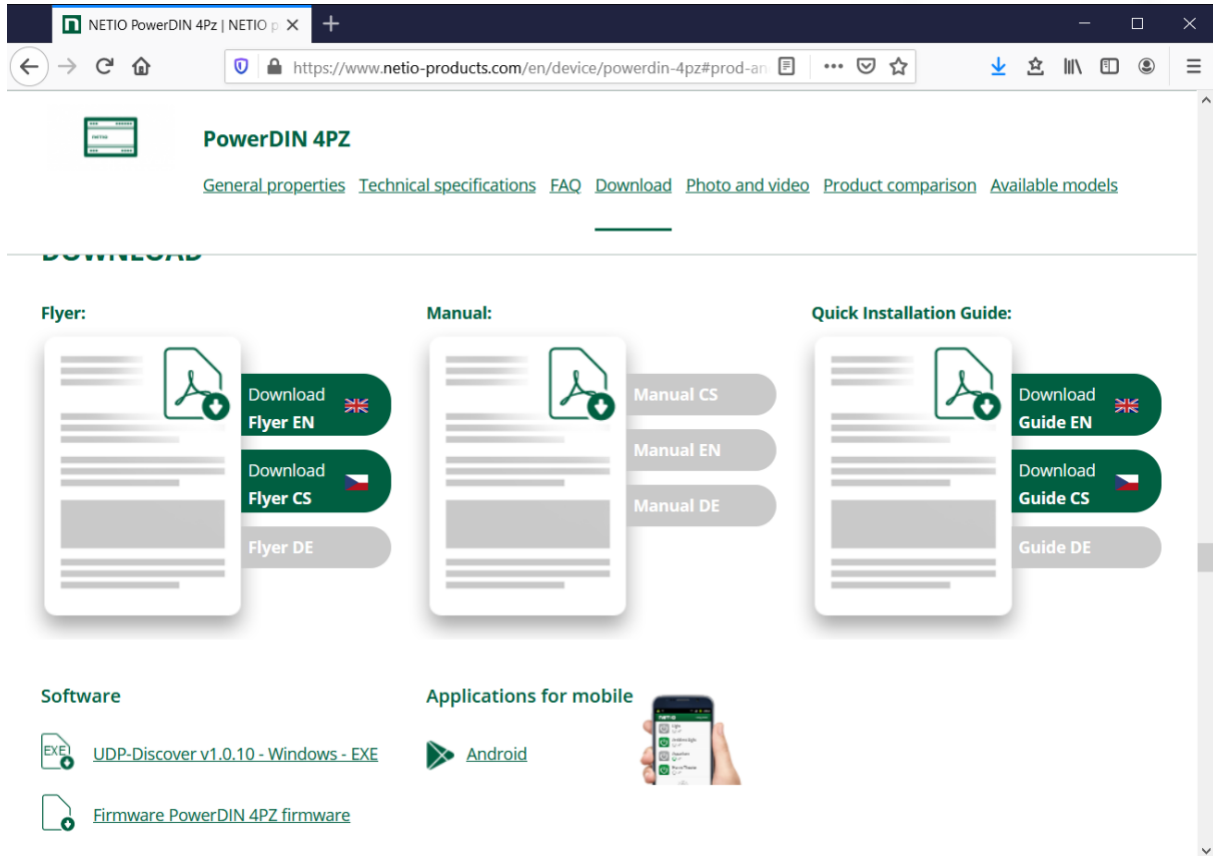 NETIO PowerDIN 4Pz | NETIO p
https://www.netio-products.com/en/device/powerdin-4pz#prod-an
PowerDIN 4PZ
General properties Technical specifications FAQ Download Photo and video Product comparison Available models
DOWNLOAD
Flyer: Manual: Quick Installation Guide:
Download
Flyer EN
Download
Flyer CS
Flyer DE
Manual CS
Manual EN
Manual DE
Download
Guide EN
Download
Guide CS
Guide DE
Software
EXE
UDP-Discover v1.0.10 - Windows - EXE
Firmware PowerDIN 4PZ firmware
Applications for mobile
Android